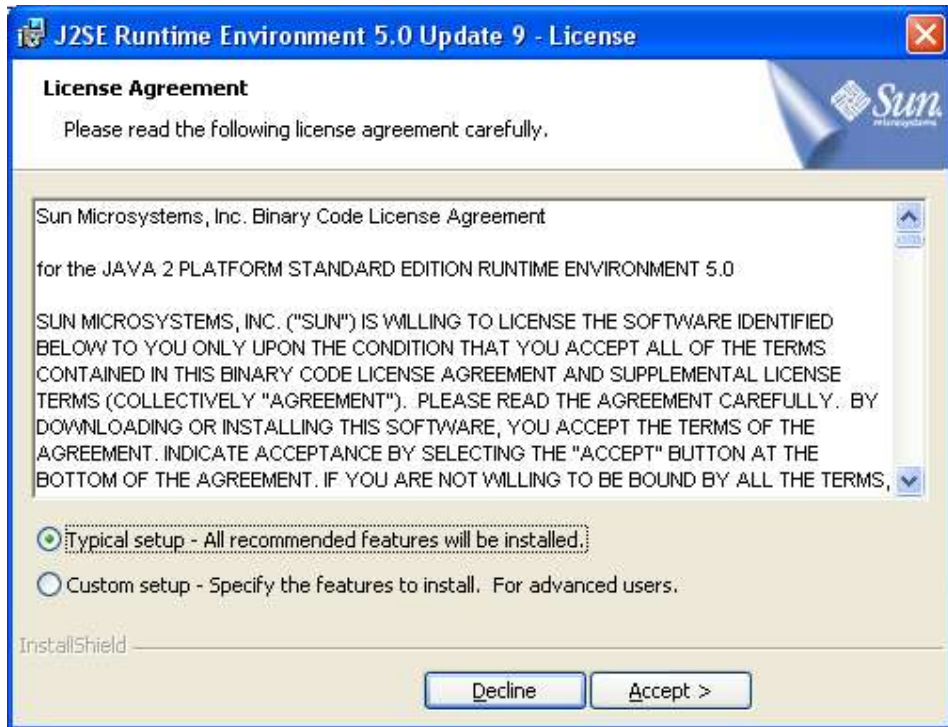 J2SE Runtime Environment 5.0 Update 9 - License
License Agreement
Please read the following license agreement carefully.
Sun
microsystems
Sun Microsystems, Inc. Binary Code License Agreement
for the JAVA 2 PLATFORM STANDARD EDITION RUNTIME ENVIRONMENT 5.0
SUN MICROSYSTEMS, INC. ("SUN") IS WILLING TO LICENSE THE SOFTWARE IDENTIFIED
BELOW TO YOU ONLY UPON THE CONDITION THAT YOU ACCEPT ALL OF THE TERMS
CONTAINED IN THIS BINARY CODE LICENSE AGREEMENT AND SUPPLEMENTAL LICENSE
TERMS (COLLECTIVELY "AGREEMENT").  PLEASE READ THE AGREEMENT CAREFULLY.  BY
DOWNLOADING OR INSTALLING THIS SOFTWARE, YOU ACCEPT THE TERMS OF THE
AGREEMENT. INDICATE ACCEPTANCE BY SELECTING THE "ACCEPT" BUTTON AT THE
BOTTOM OF THE AGREEMENT. IF YOU ARE NOT WILLING TO BE BOUND BY ALL THE TERMS,
Typical setup - All recommended features will be installed.
Custom setup - Specify the features to install.  For advanced users.
InstallShield
Decline
Accept >